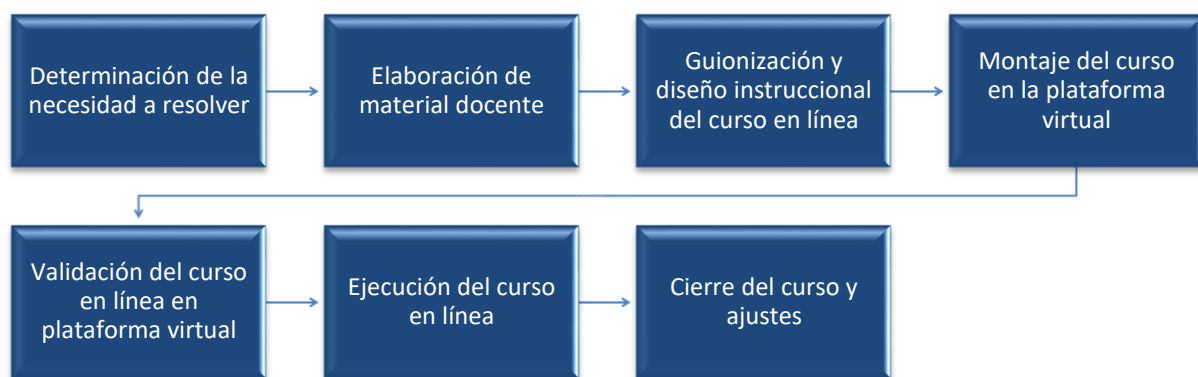 Determinación de la
necesidad a resolver
Elaboración de
material docente
Guionización y
diseño instruccional
del curso en línea
Montaje del curso
en la plataforma
virtual
Validación del curso
en línea en
plataforma virtual
Ejecución del curso
en línea
Cierre del curso y
ajustes